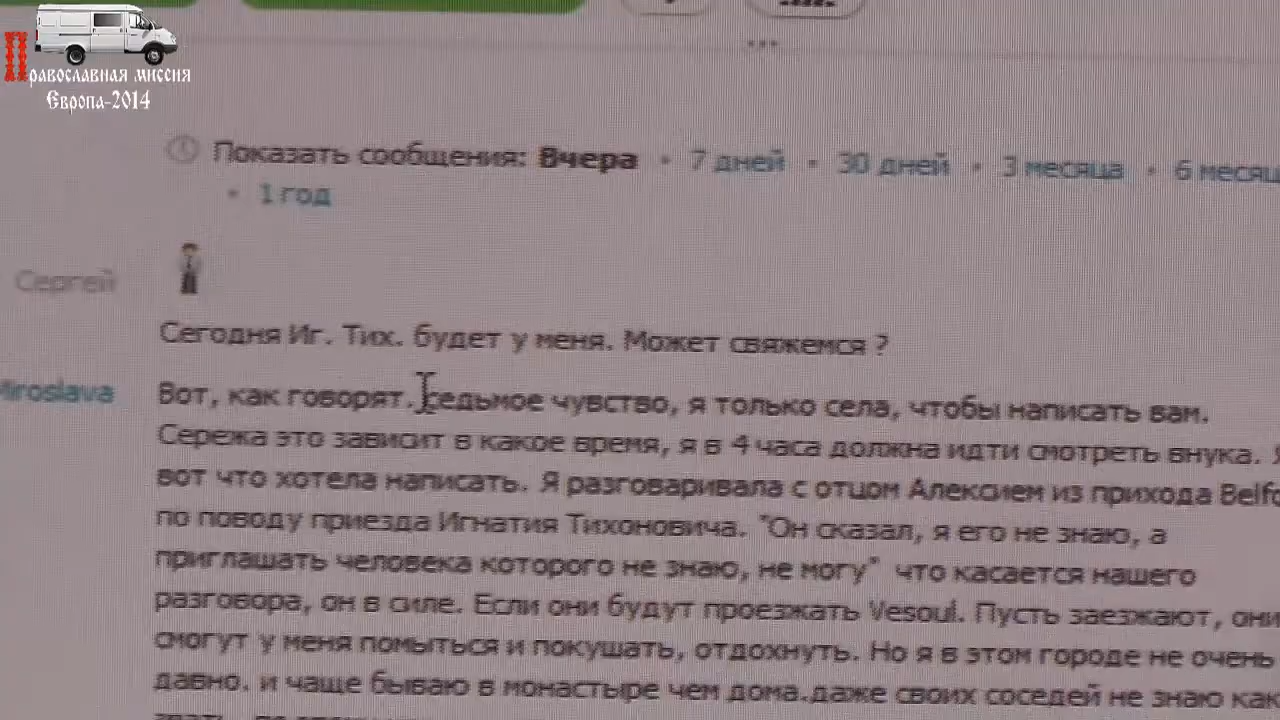 Православная миссия
Европа-2014
Показать сообщения: Вчера • 7 дней • 30 дней • 3 месяца • 6 месяц
• 1 год
Сергей
Сегодня Иг. Тих. будет у меня. Может свяжемся ?
Miroslava
Вот, как говорят. седьмое чувство, я только села, чтобы написать вам.
Сережа это зависит в какое время, я в 4 часа должна идти смотреть внука. Я
вот что хотела написать. Я разговаривала с отцом Алексием из прихода Belfo
по поводу приезда Игнатия Тихоновича. "Он сказал, я его не знаю, а
приглашать человека которого не знаю, не могу" что касается нашего
разговора, он в силе. Если они будут проезжать Vesoul. Пусть заезжают, они
смогут у меня помыться и покушать, отдохнуть. Но я в этом городе не очень
давно. и чаще бываю в монастыре чем дома.даже своих соседей не знаю как